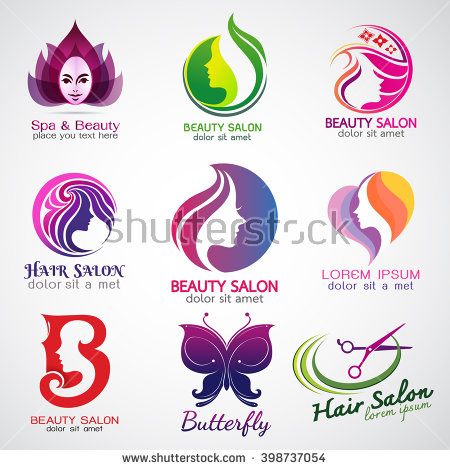 Spa & Beauty
place you text here
BEAUTY SALON
dolor sit amet
BEAUTY SALON
dolor sit amet
HAIR SALON
dolor sit a met
BEAUTY SALON
dolor sit amet
LOREM IPSUM
dolor sit a met
B
BEAUTY SALON
dolor sit amet
Butterfly
Hair Salon
lorem ipsum
shutterstock
www.shutterstock.com · 398737054